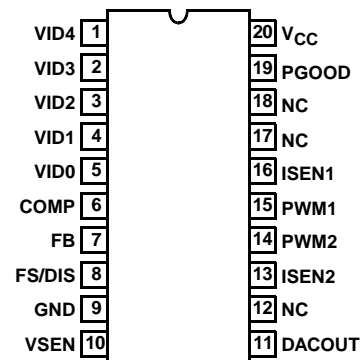 VID4 1 20 VCC
VID3 2 19 PGOOD
VID2 3 18 NC
VID1 4 17 NC
VID0 5 16 ISEN1
COMP 6 15 PWM1
FB 7 14 PWM2
FS/DIS 8 13 ISEN2
GND 9 12 NC
VSEN 10 11 DACOUT